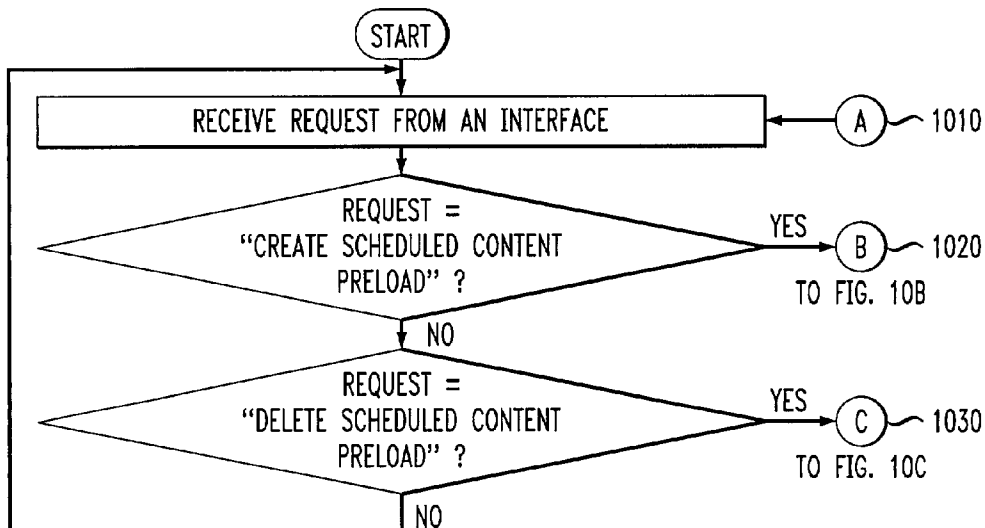 START
RECEIVE REQUEST FROM AN INTERFACE
A
1010
REQUEST =
"CREATE SCHEDULED CONTENT
PRELOAD" ?
YES
B
1020
TO FIG. 10B
NO
REQUEST =
"DELETE SCHEDULED CONTENT
PRELOAD" ?
YES
C
1030
TO FIG. 10C
NO